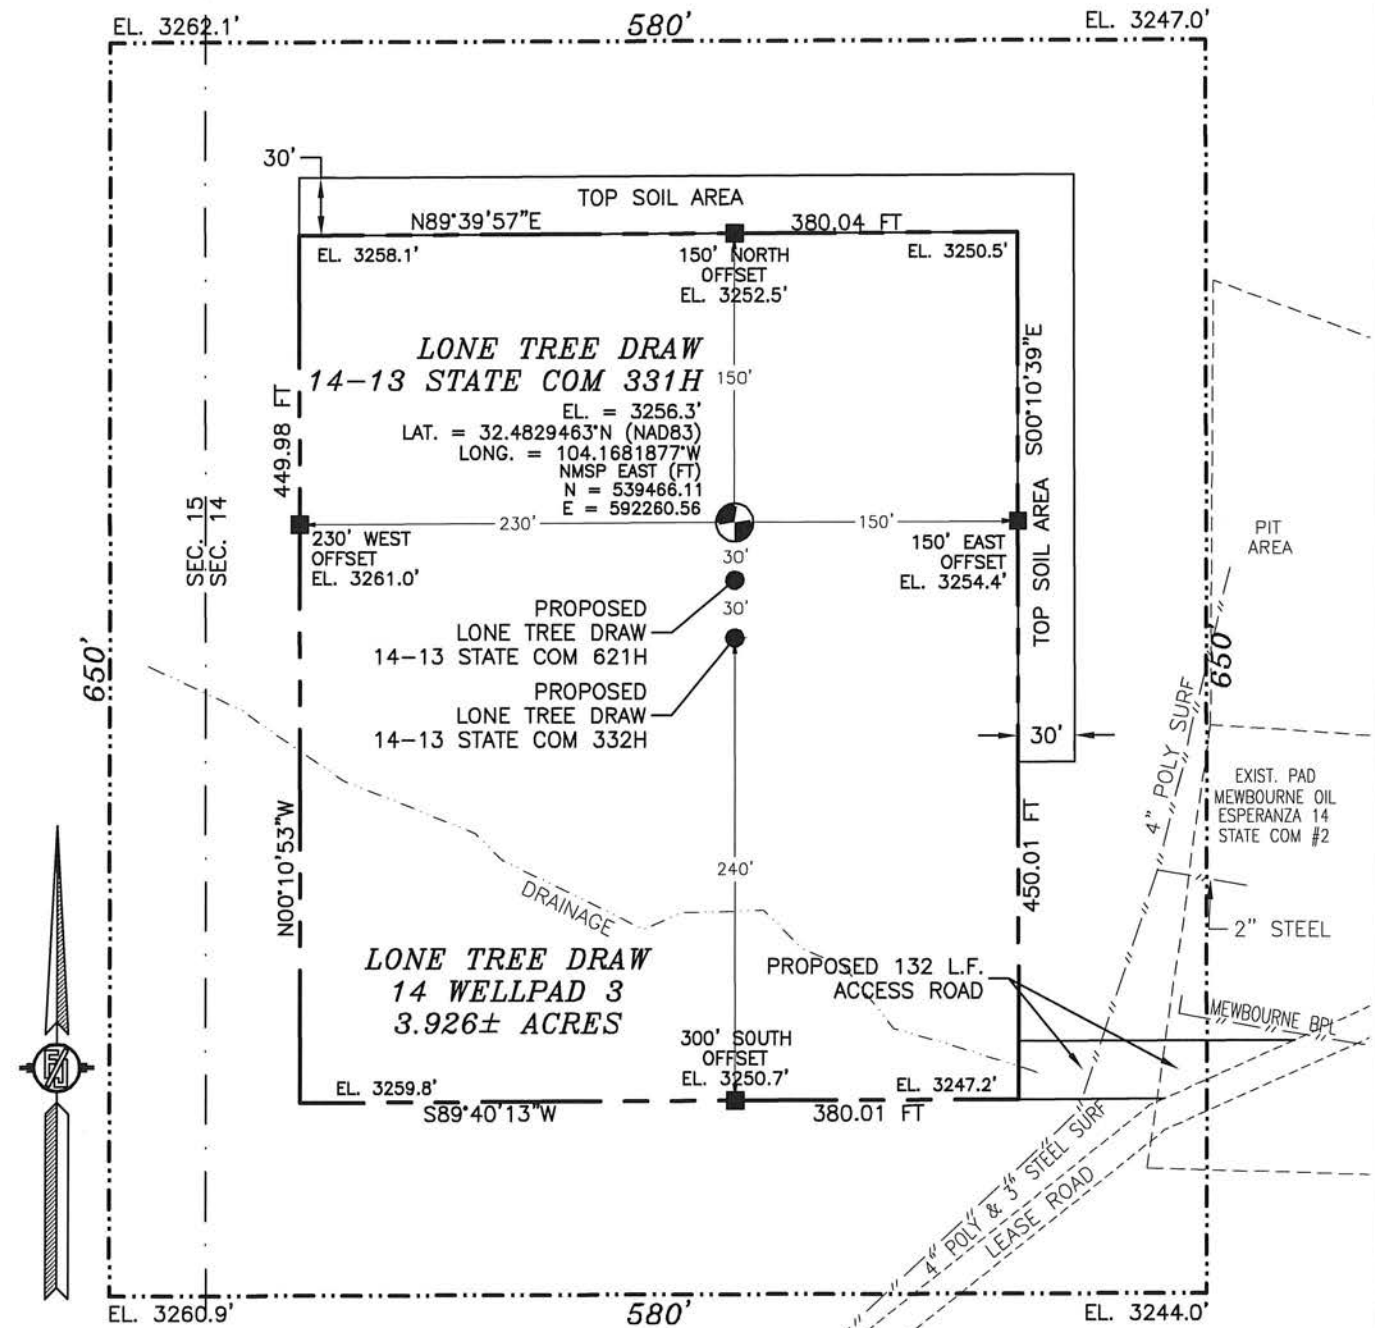 EL. 3262.1'
580'
EL. 3247.0'
30'
TOP SOIL AREA
N89°39'57"E
380.04 FT
EL. 3258.1'
150' NORTH
OFFSET
EL. 3252.5'
EL. 3250.5'
LONE TREE DRAW
14-13 STATE COM 331H
EL. = 3256.3'
LAT. = 32.4829463°N (NAD83)
LONG. = 104.1681877°W
NMSP EAST (FT)
N = 539466.11
E = 592260.56
150'
449.98 FT
S00°10'39"E
SEC. 15
SEC. 14
230'
150'
230' WEST
OFFSET
EL. 3261.0'
150' EAST
OFFSET
EL. 3254.4'
TOP SOIL AREA
PIT
AREA
30'
30'
PROPOSED
LONE TREE DRAW
14-13 STATE COM 621H
PROPOSED
LONE TREE DRAW
14-13 STATE COM 332H
650'
650'
30'
4" POLY SURF
EXIST. PAD
MEWBOURNE OIL
ESPERANZA 14
STATE COM #2
N00°10'53"W
450.01 FT
240'
DRAINAGE
2" STEEL
LONE TREE DRAW
14 WELLPAD 3
3.926± ACRES
PROPOSED 132 L.F.
ACCESS ROAD
MEWBOURNE BPL
300' SOUTH
OFFSET
EL. 3250.7'
EL. 3259.8'
EL. 3247.2'
S89°40'13"W
380.01 FT
4" POLY & 3" STEEL SURF
LEASE ROAD
EL. 3260.9'
580'
EL. 3244.0'